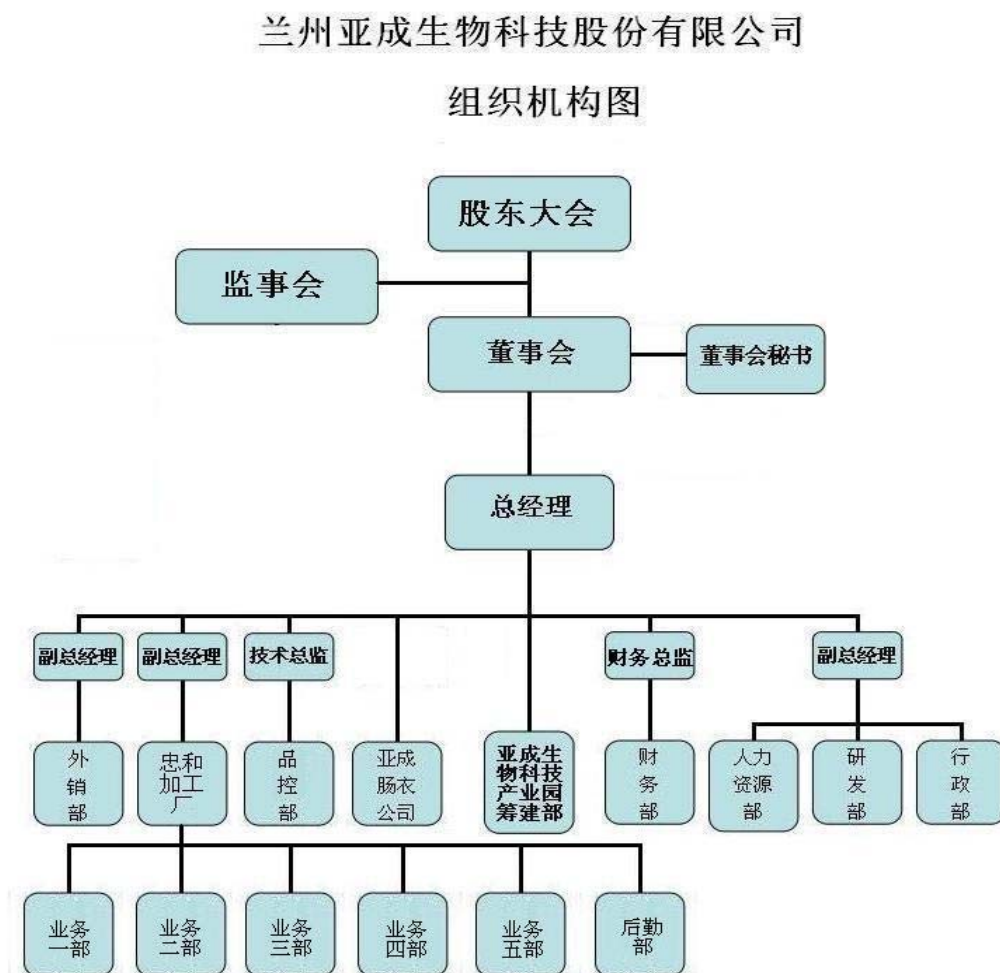 兰州亚成生物科技股份有限公司
组织机构图
股东大会
监事会
董事会
董事会秘书
总经理
副总经理
副总经理
技术总监
财务总监
副总经理
外
销
部
忠和
加工
厂
品
控
部
亚成
肠衣
公司
亚成生
物科技
产业园
筹建部
财
务
部
人力
资源
部
研
发
部
行
政
部
业务
一部
业务
二部
业务
三部
业务
四部
业务
五部
后勤
部